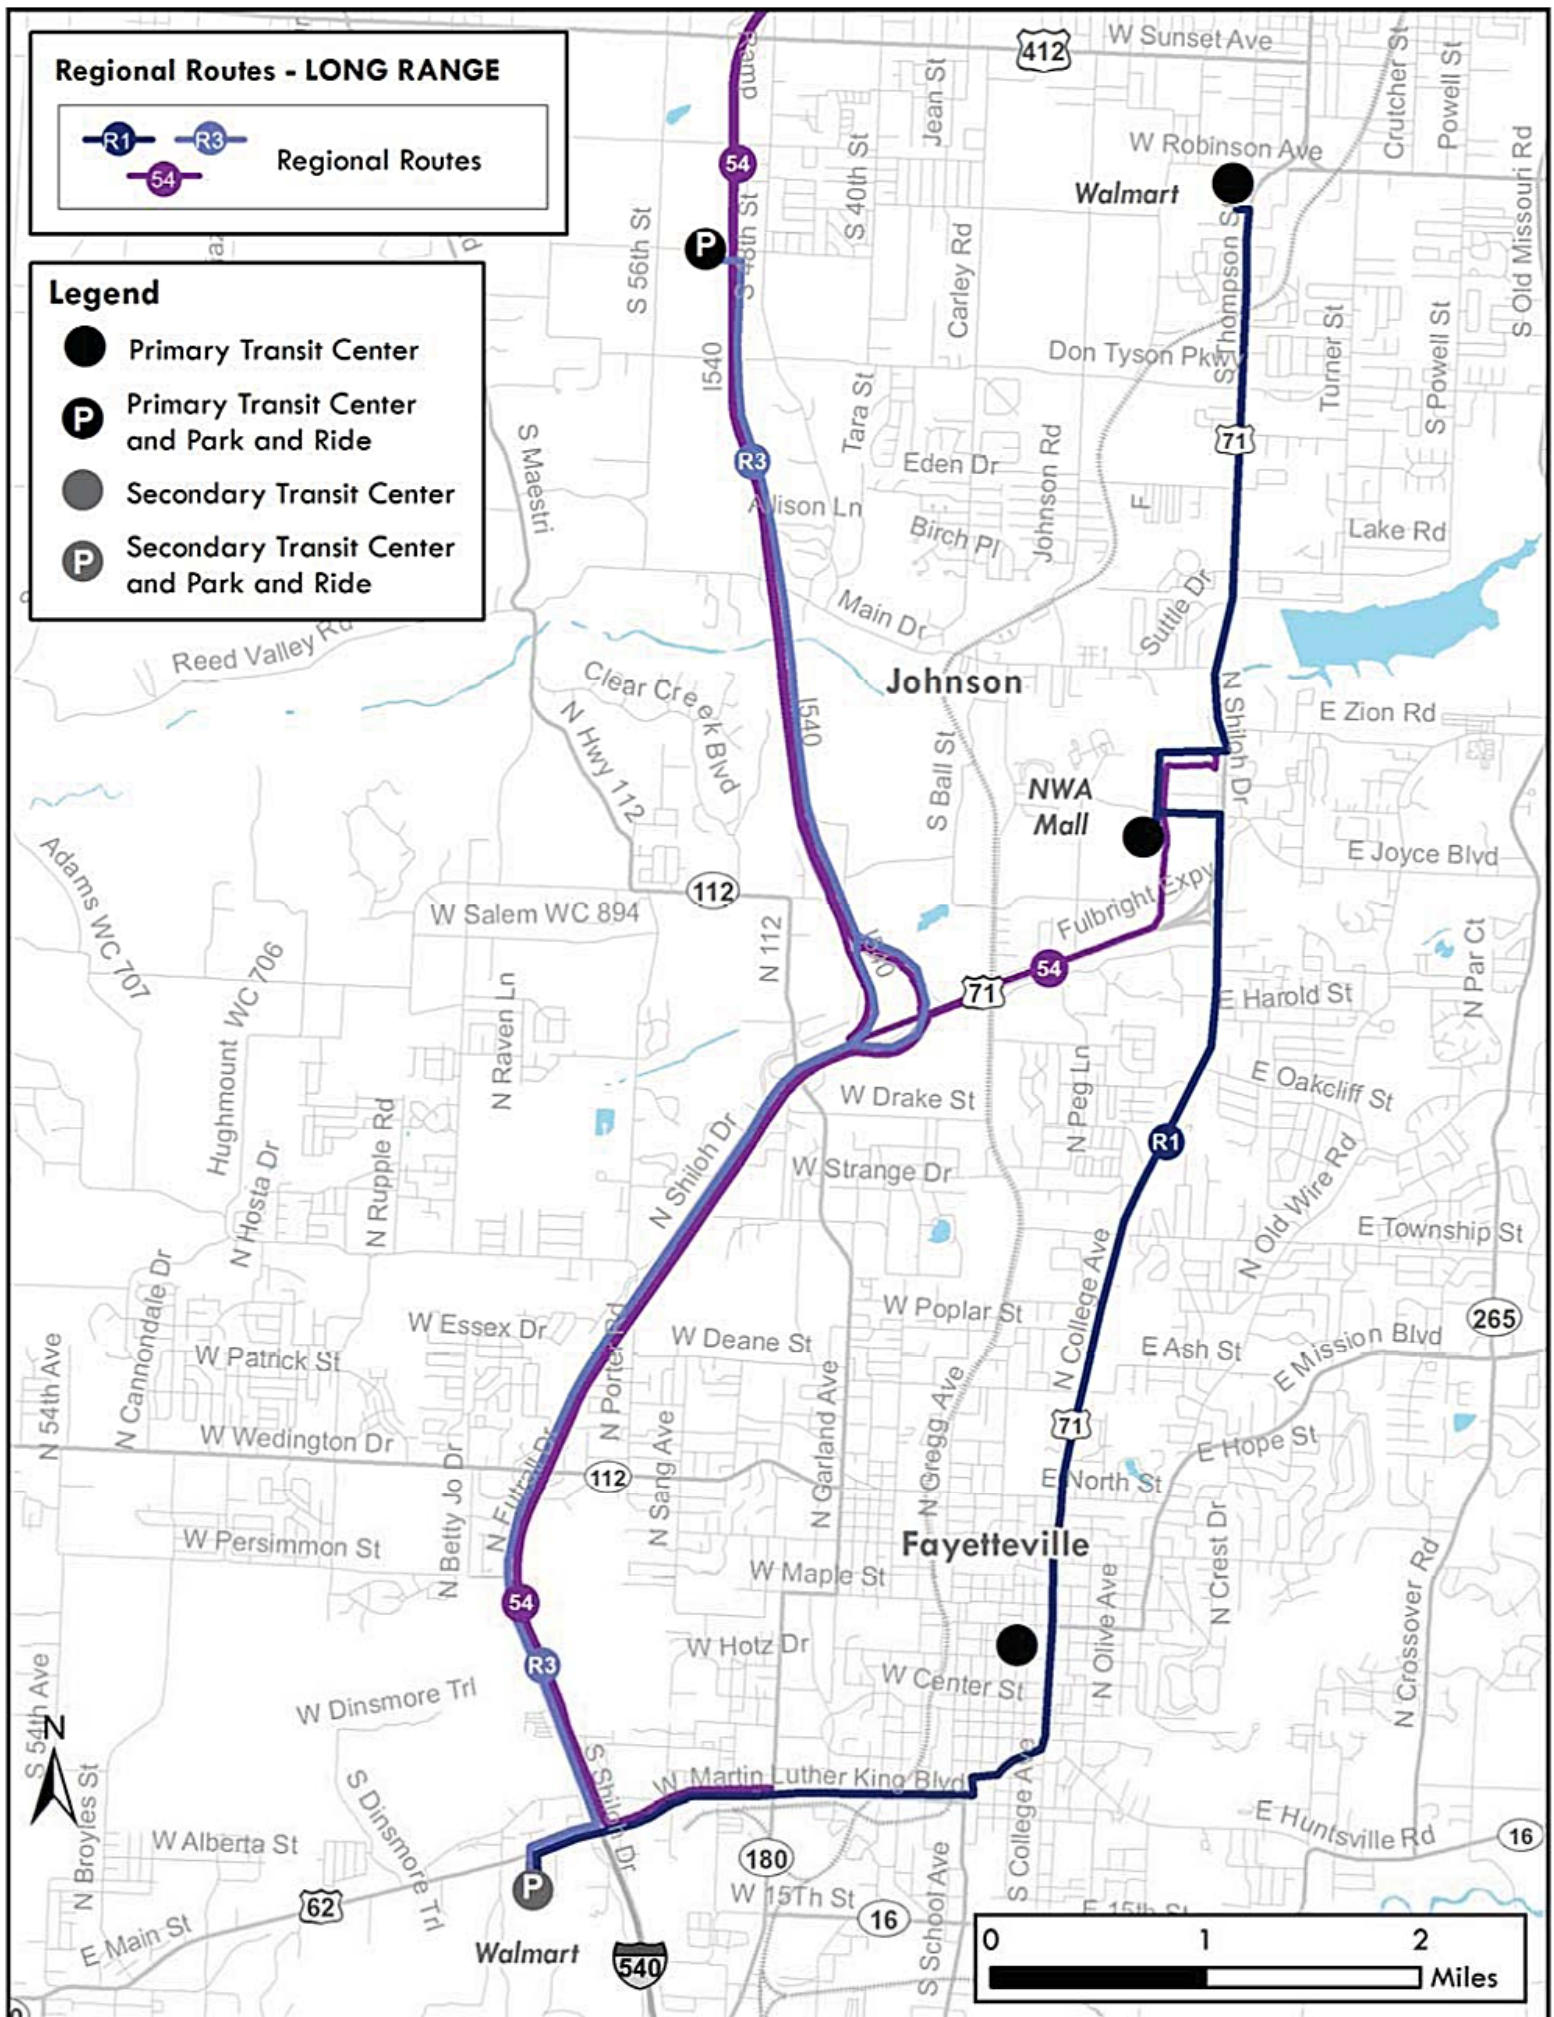 Regional Routes - LONG RANGE
R1
R3
54
Regional Routes
Legend
Primary Transit Center
P
Primary Transit Center
and Park and Ride
Secondary Transit Center
P
Secondary Transit Center
and Park and Ride
Ramp
412
W Sunset Ave
Jean St
Crutcher St
Powell St
W Robinson Ave
S Old Missouri Rd
54
S 40th St
Walmart
S 56th St
P
S 48th St
Carley Rd
S Thompson St
I540
Don Tyson Pkwy
Turner St
S Powell St
Tara St
71
S Maestri
R3
Eden Dr
Johnson Rd
Allison Ln
F
Birch Pl
Lake Rd
Main Dr
Suttle Dr
Reed Valley Rd
Clear Creek Blvd
Johnson
N Shiloh Dr
E Zion Rd
N Hwy 112
I540
S Ball St
NWA
Mall
E Joyce Blvd
Adams WC 707
112
W Salem WC 894
Fulbright Expy
N 112
I540
54
71
Hughmount WC 706
N Raven Ln
E Harold St
N Par Ct
W Drake St
N Peg Ln
E Oakcliff St
N Shiloh Dr
N Rupple Rd
N Hosta Dr
W Strange Dr
R1
N Old Wire Rd
E Township St
N Cannondale Dr
N College Ave
W Essex Dr
N Porter Rd
W Deane St
W Poplar St
265
N 54th Ave
W Patrick St
E Ash St
E Mission Blvd
N Garland Ave
N Gregg Ave
W Wedington Dr
N Betty Jo Dr
N Futrall Dr
112
N Sang Ave
71
E Hope St
E North St
W Persimmon St
Fayetteville
N Crest Dr
W Maple St
N Olive Ave
N Crossover Rd
54
W Hotz Dr
R3
W Center St
W Dinsmore Trl
S 54th Ave
N
S Shiloh Dr
W Martin Luther King Blvd
N Broyles St
S Dinsmore Trl
S College Ave
E Huntsville Rd
16
W Alberta St
180
P
W 15Th St
16
E 15th St
62
E Main St
Walmart
540
S School Ave
0 1 2
Miles